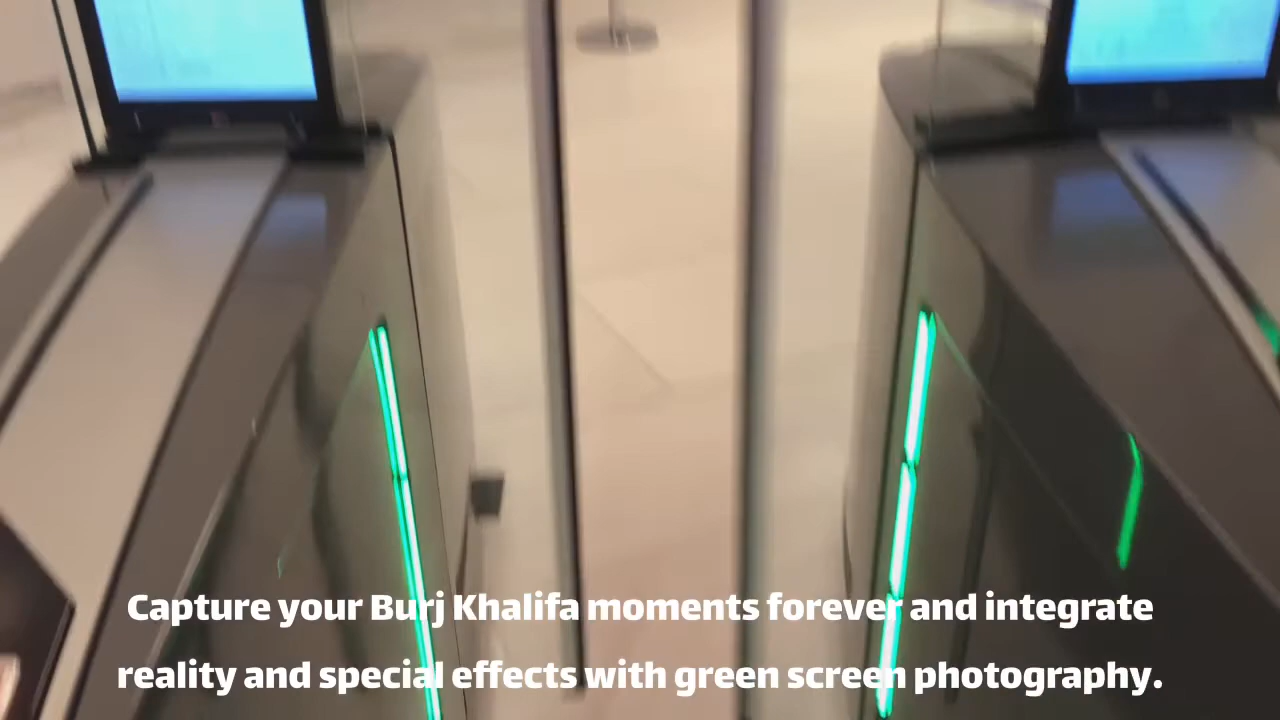 Capture your Burj Khalifa moments forever and integrate
reality and special effects with green screen photography.